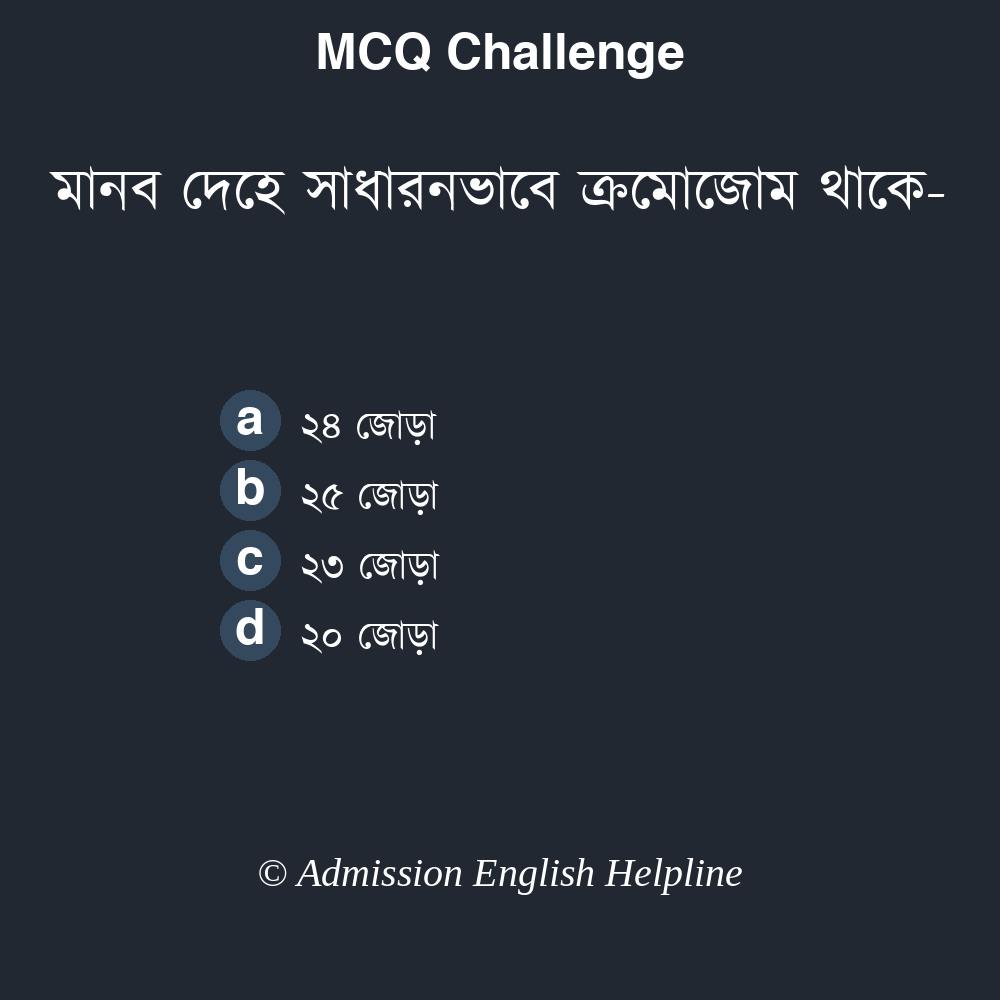 MCQ Challenge
মানব দেহে সাধারনভাবে ক্রমোজোম থাকে-
a ২৪ জোড়া
b ২৫ জোড়া
c ২৩ জোড়া
d ২০ জোড়া
© Admission English Helpline